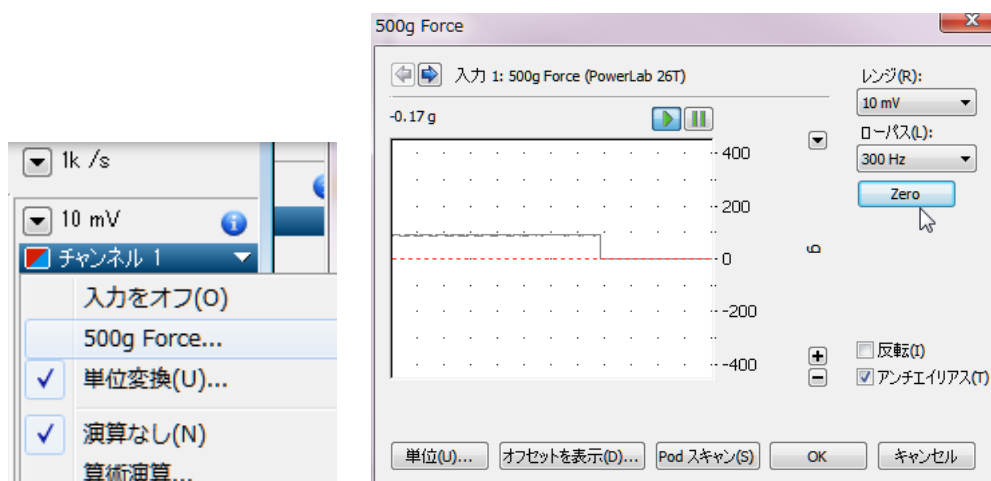 1k /s
10 mV
チャンネル 1
入力をオフ(O)
500g Force...
単位変換(U)...
演算なし(N)
算術演算...
500g Force
入力 1: 500g Force (PowerLab 26T)
-0.17 g
400
200
0
-200
-400
g
レンジ(R):
10 mV
ローパス(L):
300 Hz
Zero
反転(I)
アンチエイリアス(T)
単位(U)...
オフセットを表示(D)...
Pod スキャン(S)
OK
キャンセル